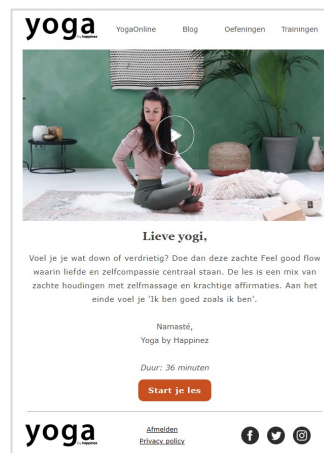 yoga
by happinez
YogaOnline Blog Oefeningen Trainingen
Lieve yogi,
Voel je je wat down of verdrietig? Doe dan deze zachte Feel good flow
waarin liefde en zelfcompassie centraal staan. De les is een mix van
zachte houdingen met zelfmassage en krachtige affirmaties. Aan het
einde voel je 'Ik ben goed zoals ik ben'.
Namasté,
Yoga by Happinez
Duur: 36 minuten
Start je les
yoga
by happinez
Afmelden
Privacy policy